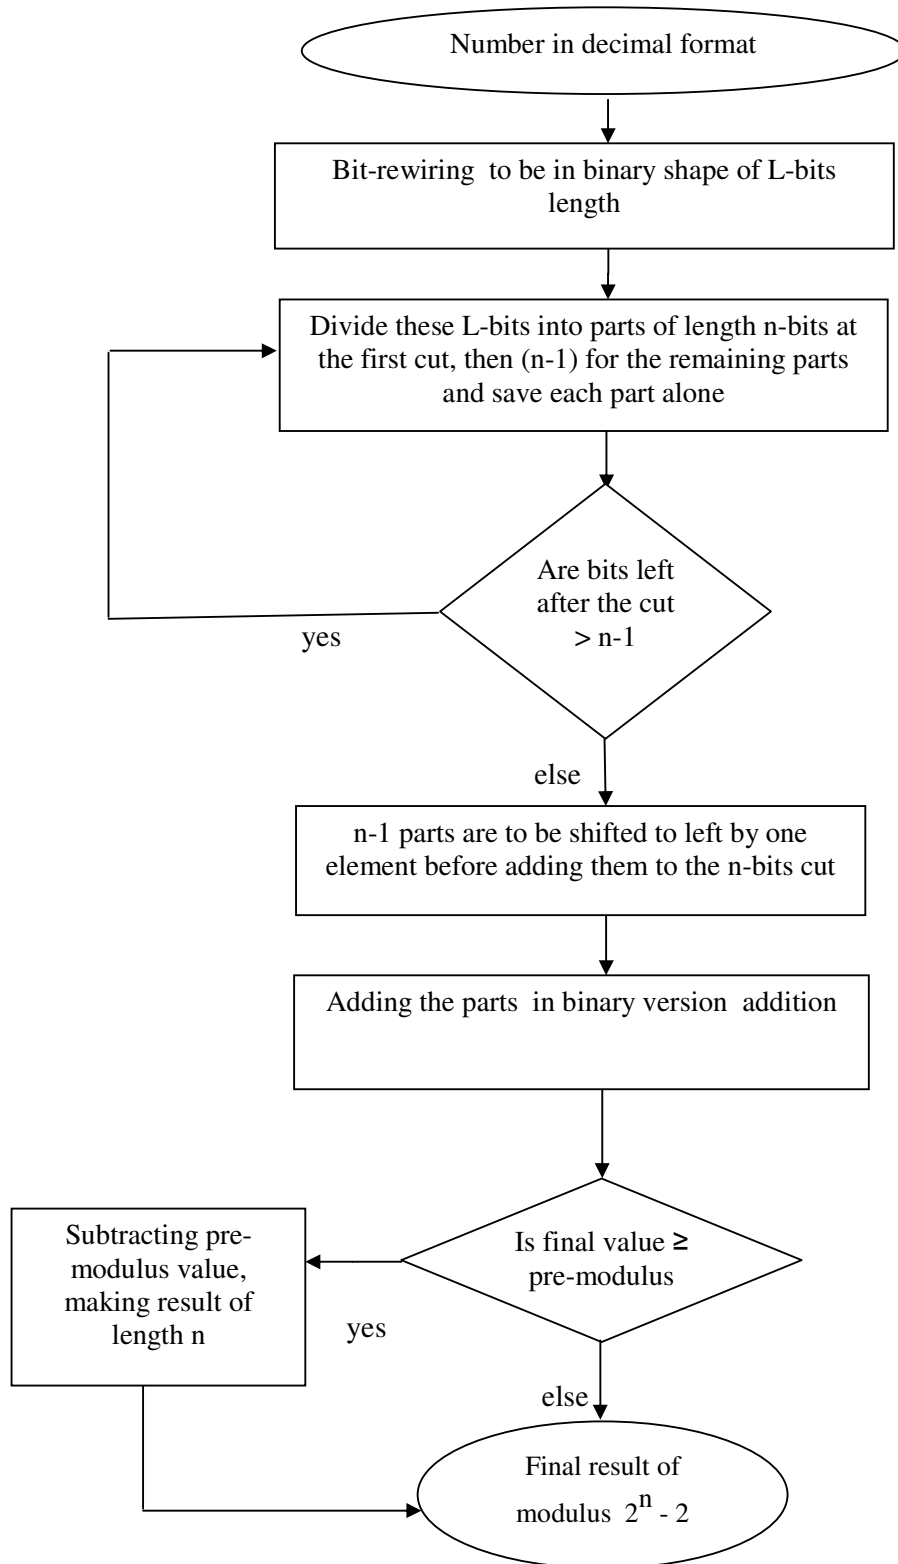 Number in decimal format
Bit-rewiring to be in binary shape of L-bits
length
Divide these L-bits into parts of length n-bits at
the first cut, then (n-1) for the remaining parts
and save each part alone
Are bits left
after the cut
> n-1
yes
else
n-1 parts are to be shifted to left by one
element before adding them to the n-bits cut
Adding the parts in binary version addition
Is final value ≥
pre-modulus
yes
Subtracting pre-
modulus value,
making result of
length n
else
Final result of
modulus 2^n - 2